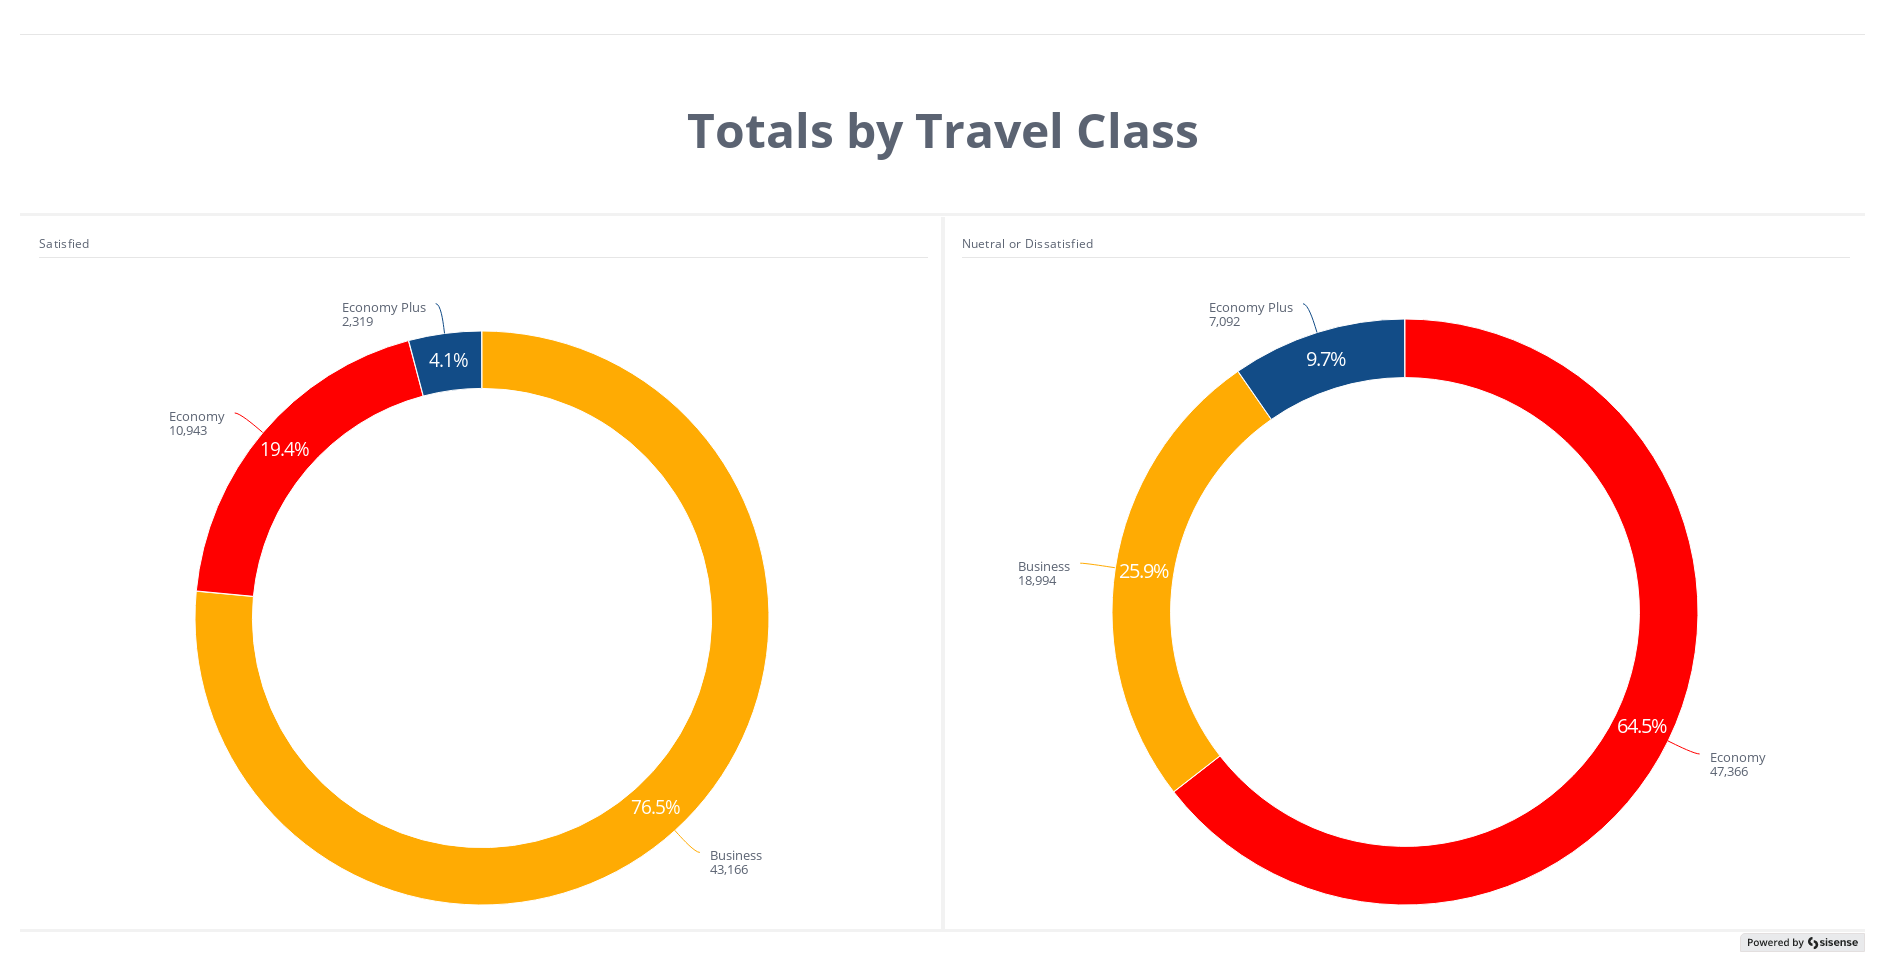 Totals by Travel Class
Satisfied
Economy Plus
2,319
4.1%
Economy
10,943
19.4%
76.5%
Business
43,166
Nuetral or Dissatisfied
Economy Plus
7,092
9.7%
Business
18,994
25.9%
64.5%
Economy
47,366
Powered by sisense